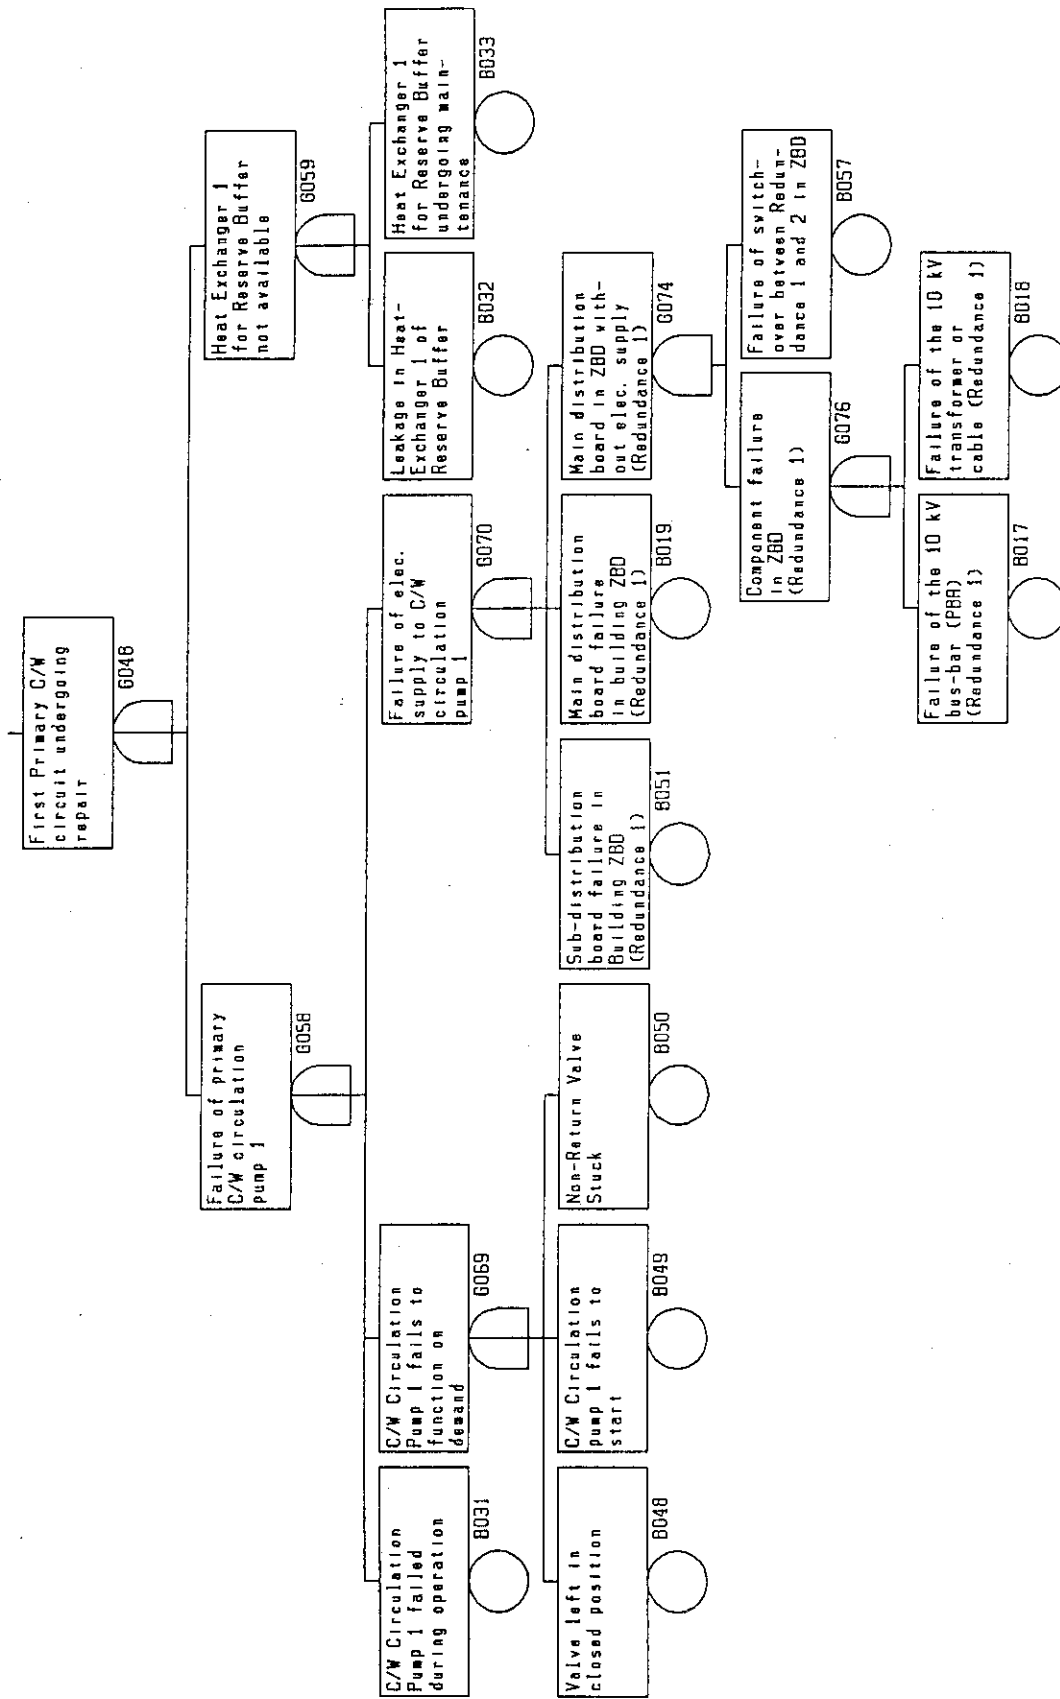 First Primary C/W
circuit undergoing
repair
G048
Failure of primary
C/W circulation
pump 1
G058
Heat Exchanger 1
for Reserve Buffer
not available
G059
C/W Circulation
Pump 1 failed
during operation
B031
C/W Circulation
Pump 1 fails to
function on
demand
G069
Failure of elec.
supply to C/W
circulation
pump 1
G070
Leakage in Heat-
Exchanger 1 of
Reserve Buffer
B032
Heat Exchanger 1
for Reserve Buffer
undergoing main-
tenance
B033
Valve left in
closed position
B048
C/W Circulation
pump 1 fails to
start
B049
Non-Return Valve
Stuck
B050
Sub-distribution
board failure in
Building ZBD
(Redundance 1)
B051
Main distribution
board failure
in building ZBD
(Redundance 1)
B019
Main distribution
board in ZBD with-
out elec. supply
(Redundance 1)
G074
Component failure
in ZBD
(Redundance 1)
G076
Failure of switch-
over between Redun-
dance 1 and 2 in ZBD
B057
Failure of the 10 kV
bus-bar (PBA)
(Redundance 1)
B017
Failure of the 10 kV
transformer or
cable (Redundance 1)
B018